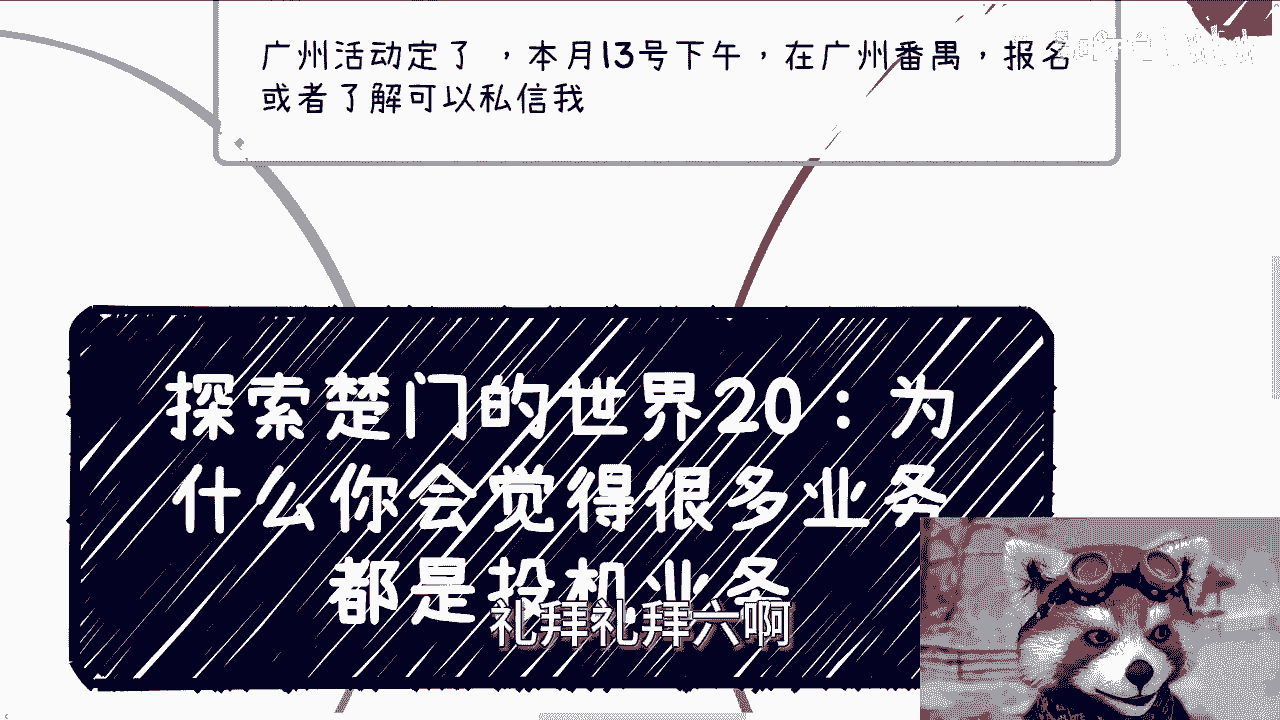 广州活动定了 ，本月13号下午，在广州番禺，报名
或者了解可以私信我
探索楚门的世界20：为
什么你会觉得很多业务
都是投机业务
礼拜礼拜六啊